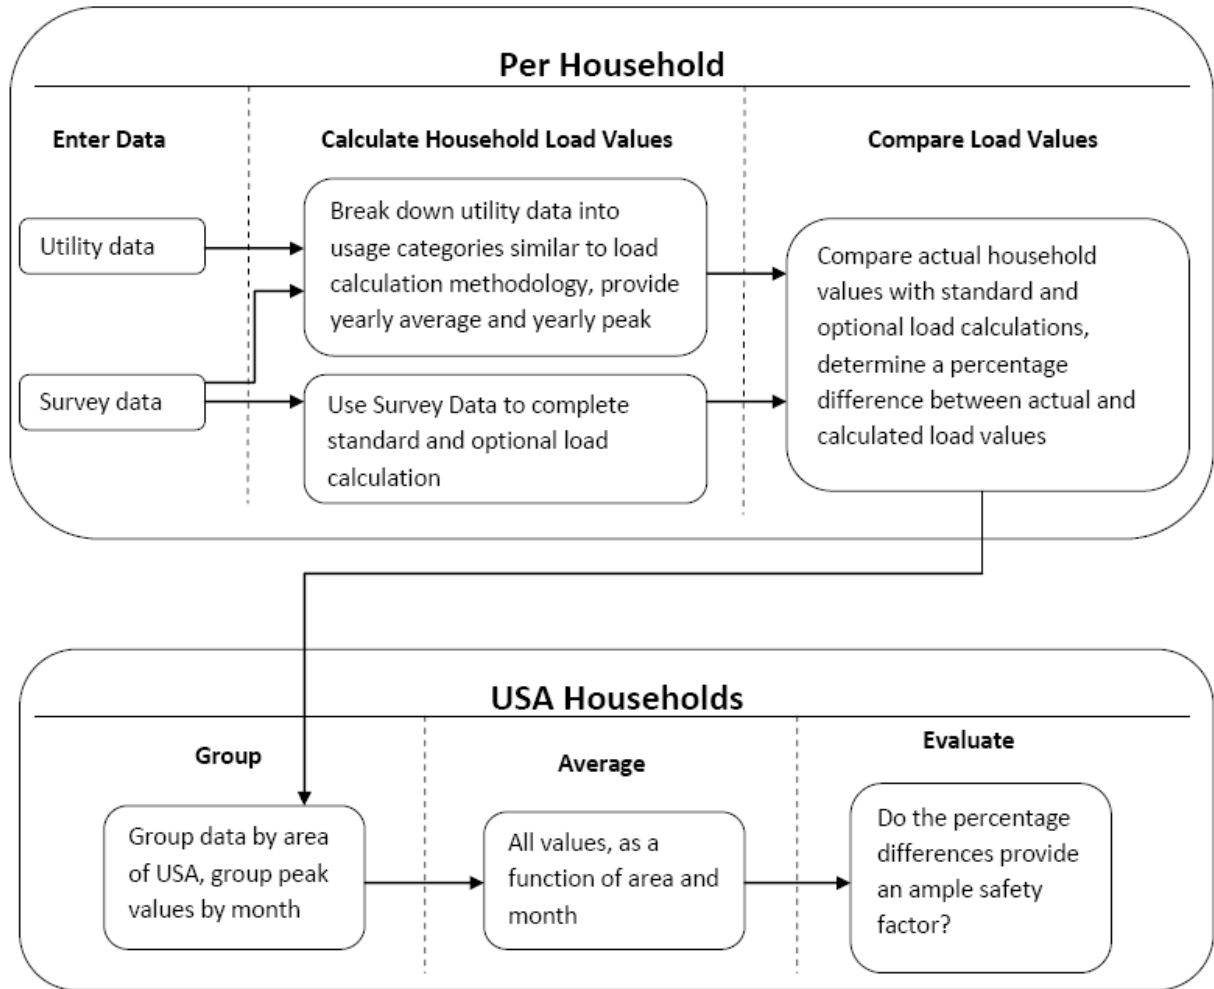 Per Household
Enter Data
Calculate Household Load Values
Compare Load Values
Utility data
Survey data
Break down utility data into
usage categories similar to load
calculation methodology, provide
yearly average and yearly peak
Use Survey Data to complete
standard and optional load
calculation
Compare actual household
values with standard and
optional load calculations,
determine a percentage
difference between actual and
calculated load values
USA Households
Group
Average
Evaluate
Group data by area
of USA, group peak
values by month
All values, as a
function of area and
month
Do the percentage
differences provide
an ample safety
factor?